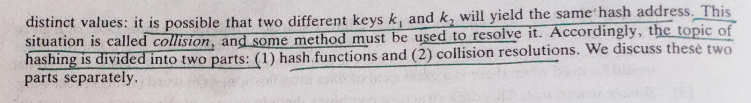 distinct values: it is possible that two different keys k₁ and k₂ will yield the same hash address. This
situation is called collision, and some method must be used to resolve it. Accordingly, the topic of
hashing is divided into two parts: (1) hash functions and (2) collision resolutions. We discuss these two
parts separately.